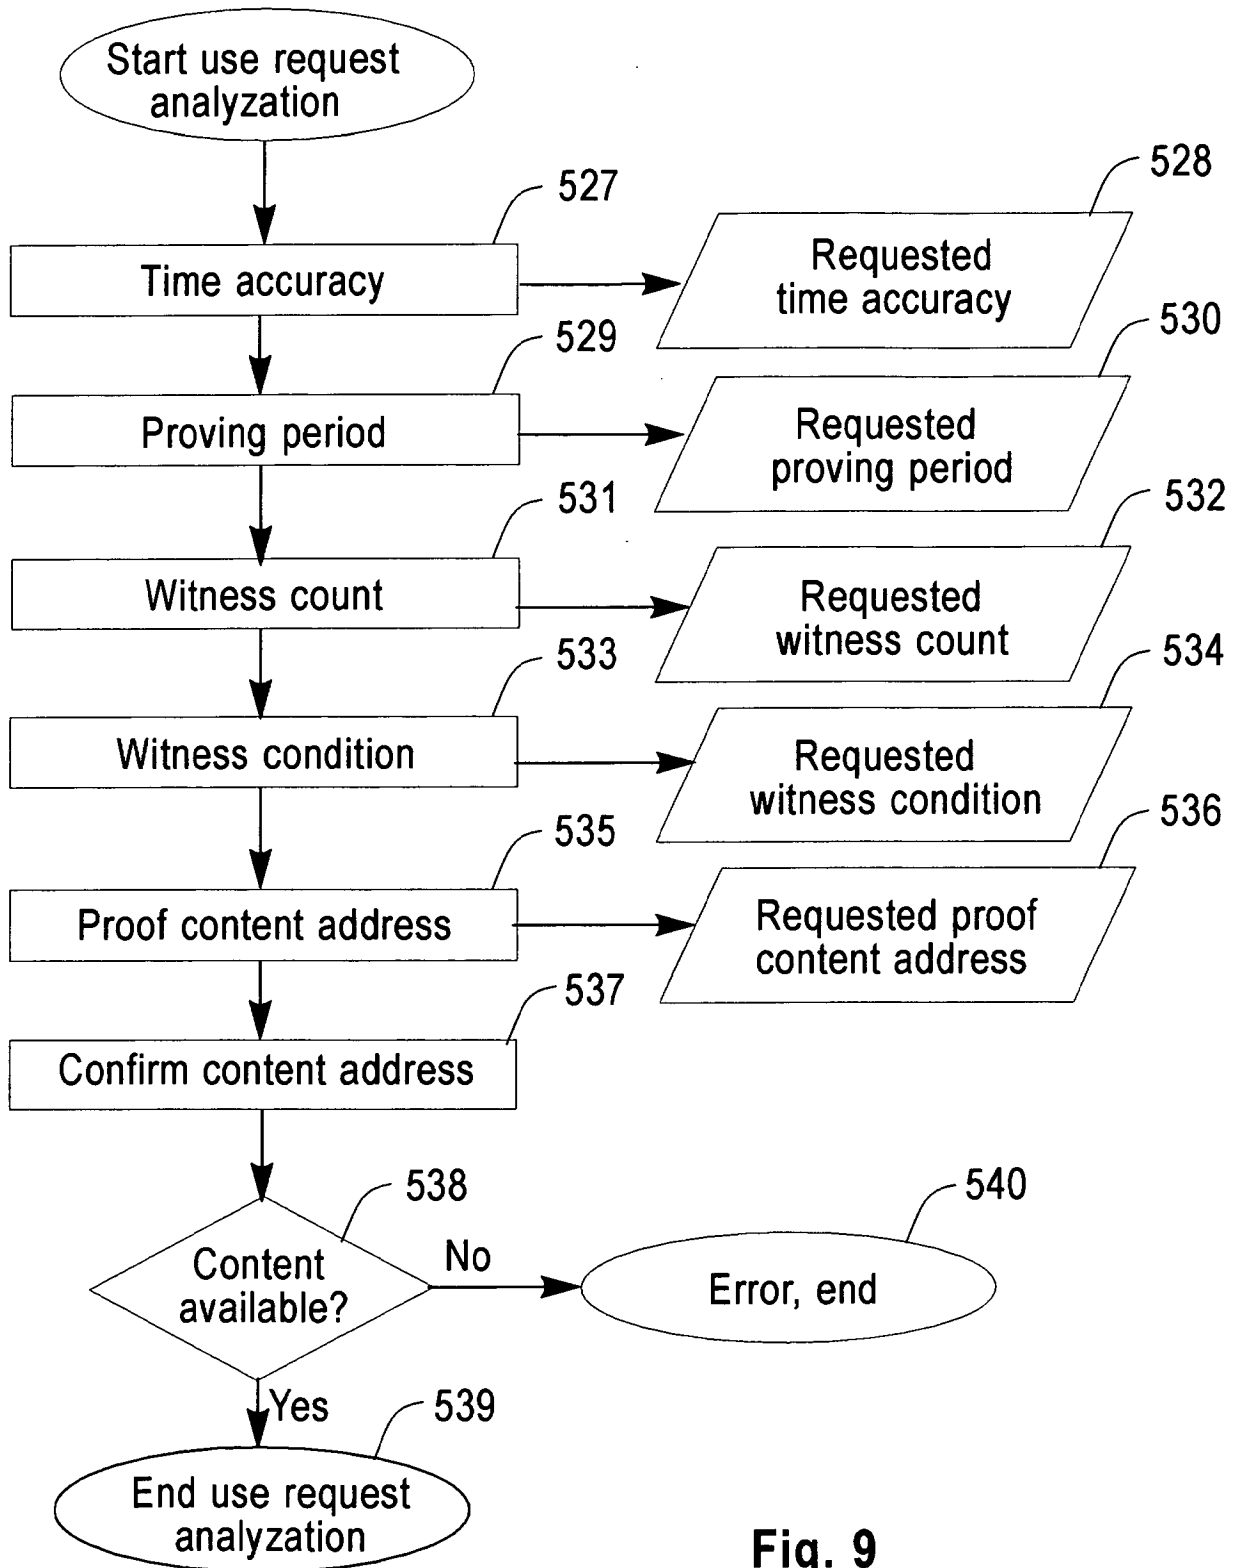 Start use request
analyzation
527
528
Time accuracy
Requested
time accuracy
529
530
Proving period
Requested
proving period
531
532
Witness count
Requested
witness count
533
534
Witness condition
Requested
witness condition
535
536
Proof content address
Requested proof
content address
537
Confirm content address
538
540
Content
available?
No
Error, end
Yes
539
End use request
analyzation
Fig. 9